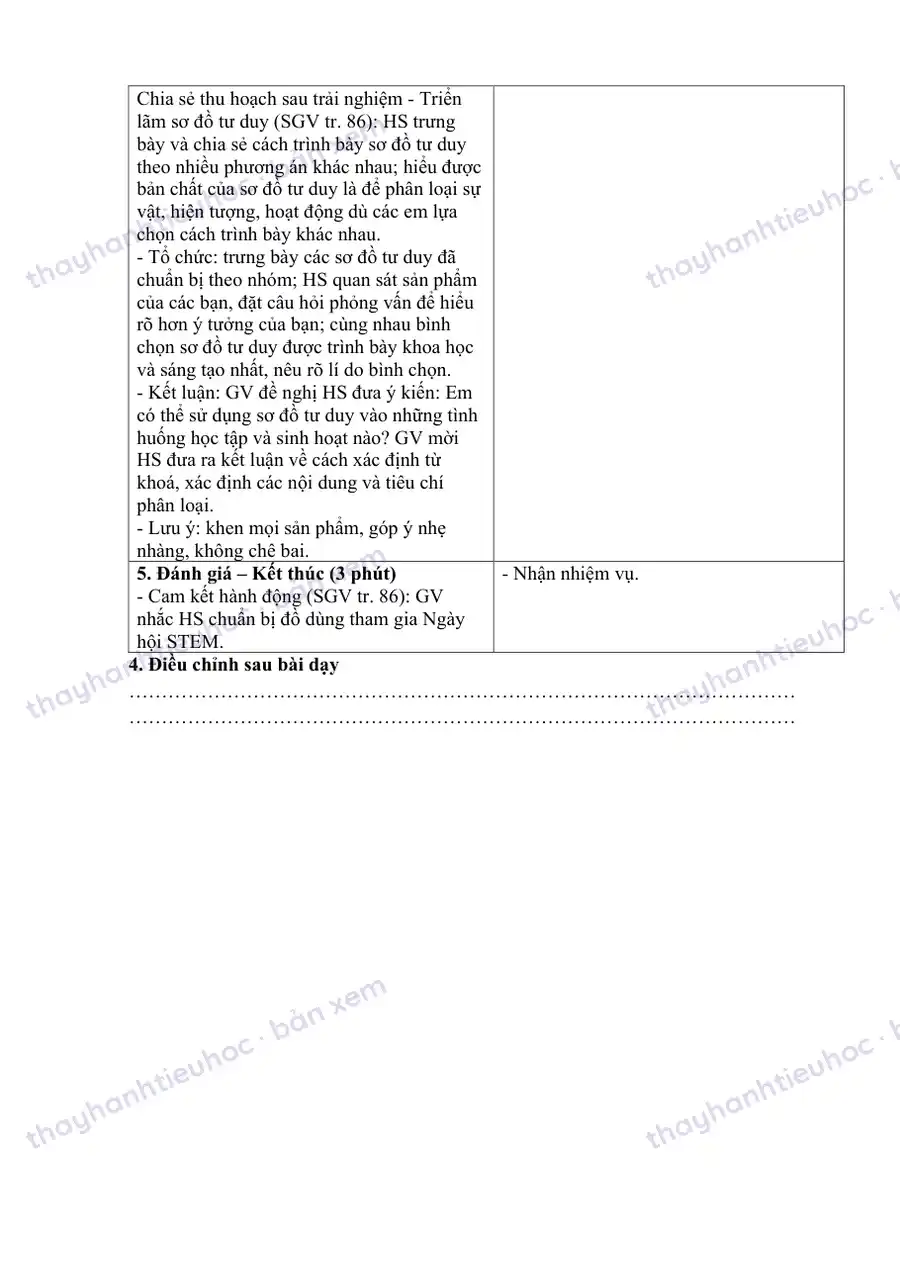 Chia sẻ thu hoạch sau trải nghiệm - Triển
lãm sơ đồ tư duy (SGV tr. 86): HS trưng
bày và chia sẻ cách trình bày sơ đồ tư duy
theo nhiều phương án khác nhau; hiểu được
bản chất của sơ đồ tư duy là để phân loại sự
vật, hiện tượng, hoạt động dù các em lựa
chọn cách trình bày khác nhau.
- Tổ chức: trưng bày các sơ đồ tư duy đã
chuẩn bị theo nhóm; HS quan sát sản phẩm
của các bạn, đặt câu hỏi phỏng vấn để hiểu
rõ hơn ý tưởng của bạn; cùng nhau bình
chọn sơ đồ tư duy được trình bày khoa học
và sáng tạo nhất, nêu rõ lí do bình chọn.
- Kết luận: GV đề nghị HS đưa ý kiến: Em
có thể sử dụng sơ đồ tư duy vào những tình
huống học tập và sinh hoạt nào? GV mời
HS đưa ra kết luận về cách xác định từ
khoá, xác định các nội dung và tiêu chí
phân loại.
- Lưu ý: khen mọi sản phẩm, góp ý nhẹ
nhàng, không chê bai.
5. Đánh giá – Kết thúc (3 phút)
- Cam kết hành động (SGV tr. 86): GV
nhắc HS chuẩn bị đồ dùng tham gia Ngày
hội STEM.
- Nhận nhiệm vụ.
4. Điều chỉnh sau bài dạy
……………………………………………………………………………………………
……………………………………………………………………………………………
thayhanhtieuhoc · bản xem
thayhanhtieuhoc · b
thayhanhtieuhoc · bản xem
thayhanhtieuhoc · b
thayhanhtieuhoc · bản xem
thayhanhtieuhoc · b